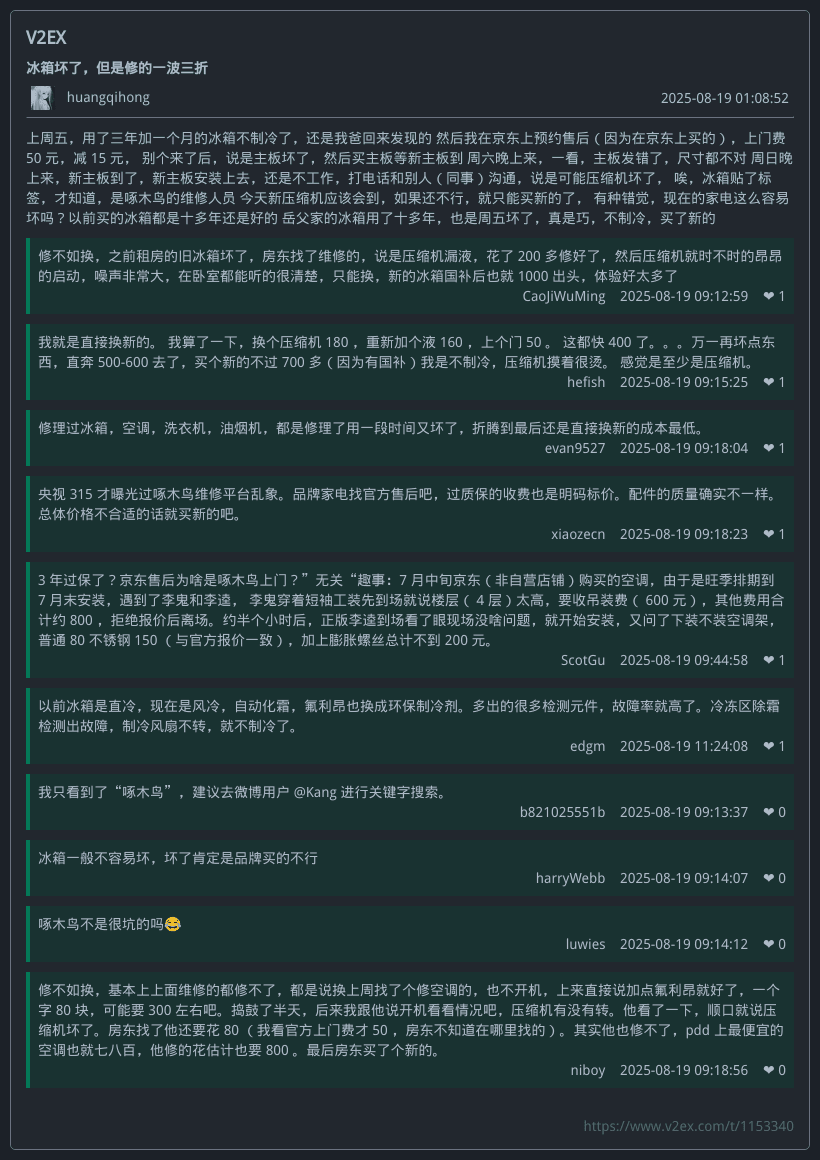 V2EX
冰箱坏了，但是修的一波三折
huangqihong 2025-08-19 01:08:52
上周五，用了三年加一个月的冰箱不制冷了，还是我爸回来发现的 然后我在京东上预约售后（因为在京东上买的），上门费
50 元，减 15 元， 别个来了后，说是主板坏了，然后买主板等新主板到 周六晚上来，一看，主板发错了，尺寸都不对 周日晚
上来，新主板到了，新主板安装上去，还是不工作，打电话和别人（同事）沟通，说是可能压缩机坏了， 唉，冰箱贴了标
签，才知道，是啄木鸟的维修人员 今天新压缩机应该会到，如果还不行，就只能买新的了， 有种错觉，现在的家电这么容易
坏吗？以前买的冰箱都是十多年还是好的 岳父家的冰箱用了十多年，也是周五坏了，真是巧，不制冷，买了新的
修不如换，之前租房的旧冰箱坏了，房东找了维修的，说是压缩机漏液，花了 200 多修好了，然后压缩机就时不时的昂昂
的启动，噪声非常大，在卧室都能听的很清楚，只能换，新的冰箱国补后也就 1000 出头，体验好太多了
CaoJiWuMing 2025-08-19 09:12:59 ❤ 1
我就是直接换新的。 我算了一下，换个压缩机 180 ，重新加个液 160 ，上个门 50 。 这都快 400 了。。。万一再坏点东
西，直奔 500-600 去了，买个新的不过 700 多（因为有国补）我是不制冷，压缩机摸着很烫。 感觉是至少是压缩机。
hefish 2025-08-19 09:15:25 ❤ 1
修理过冰箱，空调，洗衣机，油烟机，都是修理了用一段时间又坏了，折腾到最后还是直接换新的成本最低。
evan9527 2025-08-19 09:18:04 ❤ 1
央视 315 才曝光过啄木鸟维修平台乱象。品牌家电找官方售后吧，过质保的收费也是明码标价。配件的质量确实不一样。
总体价格不合适的话就买新的吧。
xiaozecn 2025-08-19 09:18:23 ❤ 1
3 年过保了？京东售后为啥是啄木鸟上门？”无关“趣事：7 月中旬京东（非自营店铺）购买的空调，由于是旺季排期到
7 月末安装，遇到了李鬼和李逵， 李鬼穿着短袖工装先到场就说楼层（ 4 层）太高，要收吊装费（ 600 元），其他费用合
计约 800 ，拒绝报价后离场。约半个小时后，正版李逵到场看了眼现场没啥问题，就开始安装，又问了下装不装空调架，
普通 80 不锈钢 150 （与官方报价一致），加上膨胀螺丝总计不到 200 元。
ScotGu 2025-08-19 09:44:58 ❤ 1
以前冰箱是直冷，现在是风冷，自动化霜，氟利昂也换成环保制冷剂。多出的很多检测元件，故障率就高了。冷冻区除霜
检测出故障，制冷风扇不转，就不制冷了。
edgm 2025-08-19 11:24:08 ❤ 1
我只看到了“啄木鸟”，建议去微博用户 @Kang 进行关键字搜索。
b821025551b 2025-08-19 09:13:37 ❤ 0
冰箱一般不容易坏，坏了肯定是品牌买的不行
harryWebb 2025-08-19 09:14:07 ❤ 0
啄木鸟不是很坑的吗😂
luwies 2025-08-19 09:14:12 ❤ 0
修不如换，基本上上面维修的都修不了，都是说换上周找了个修空调的，也不开机，上来直接说加点氟利昂就好了，一个
字 80 块，可能要 300 左右吧。捣鼓了半天，后来我跟他说开机看看情况吧，压缩机有没有转。他看了一下，顺口就说压
缩机坏了。房东找了他还要花 80 （我看官方上门费才 50 ，房东不知道在哪里找的）。其实他也修不了，pdd 上最便宜的
空调也就七八百，他修的花估计也要 800 。最后房东买了个新的。
niboy 2025-08-19 09:18:56 ❤ 0
https://www.v2ex.com/t/1153340